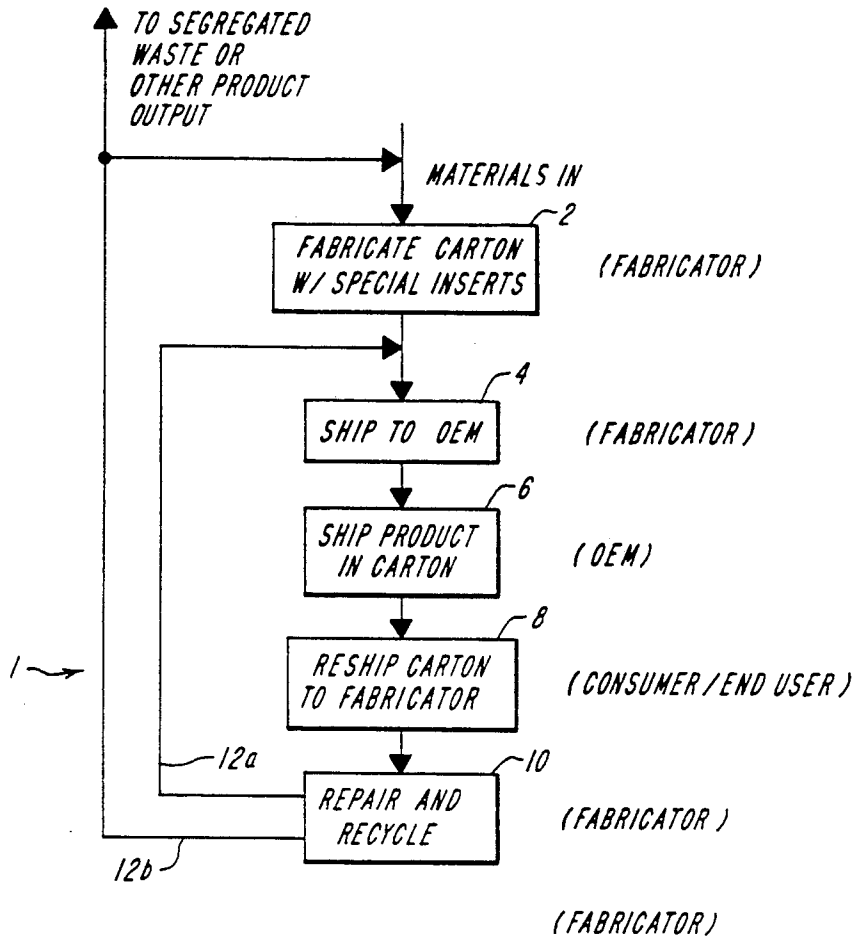 TO SEGREGATED
WASTE OR
OTHER PRODUCT
OUTPUT
MATERIALS IN
2
FABRICATE CARTON
W/ SPECIAL INSERTS
(FABRICATOR)
4
SHIP TO OEM
(FABRICATOR)
6
SHIP PRODUCT
IN CARTON
(OEM)
8
RESHIP CARTON
TO FABRICATOR
(CONSUMER/END USER)
1
12a
10
REPAIR AND
RECYCLE
(FABRICATOR)
12b
(FABRICATOR)